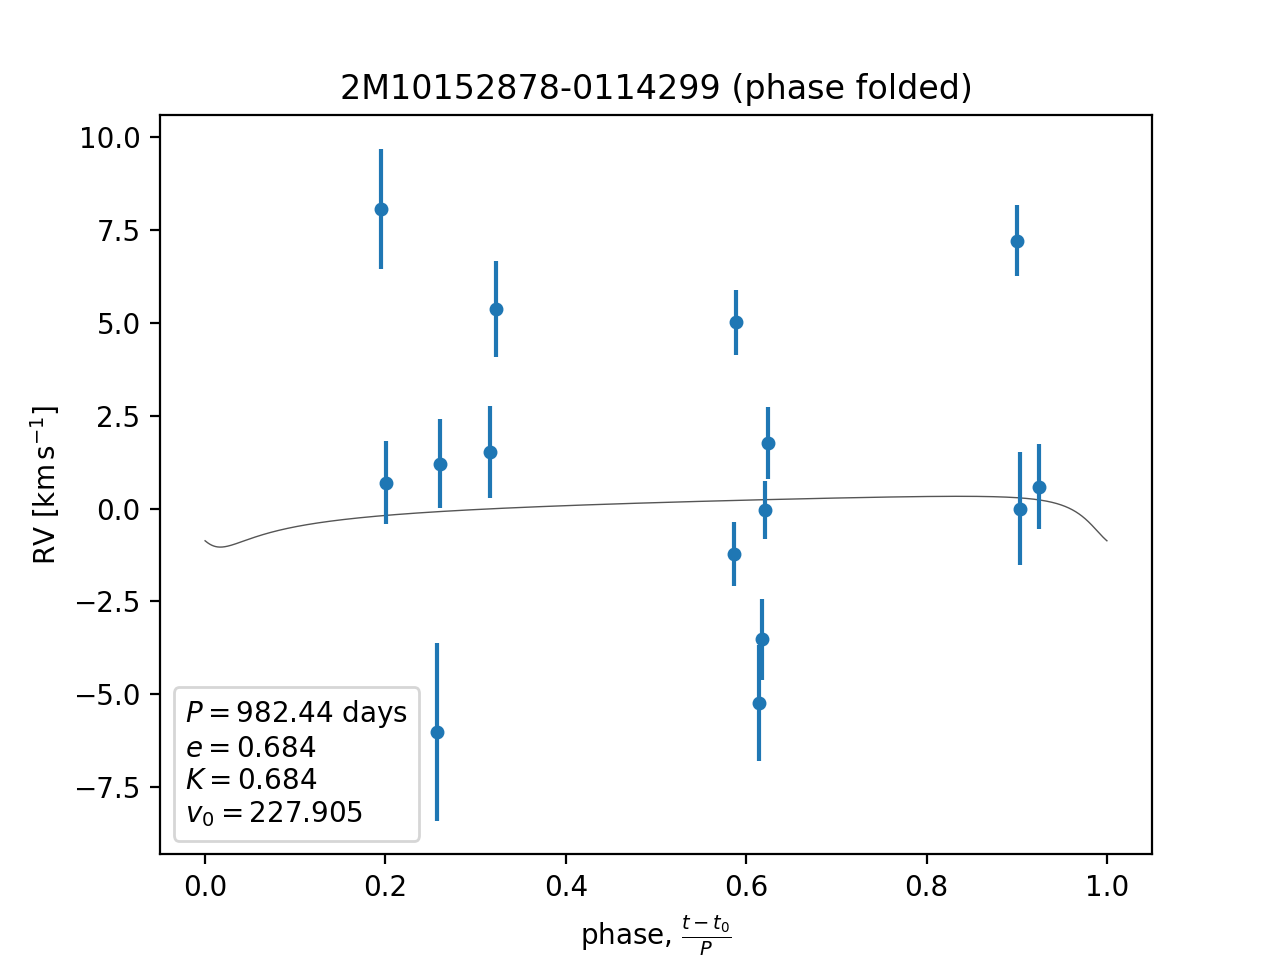 2M10152878-0114299 (phase folded)
10.0
7.5
5.0
2.5
0.0
−2.5
−5.0
−7.5
RV [km s⁻¹]
P = 982.44 days
e = 0.684
K = 0.684
v₀ = 227.905
0.0 0.2 0.4 0.6 0.8 1.0
phase, (t − t₀)/P